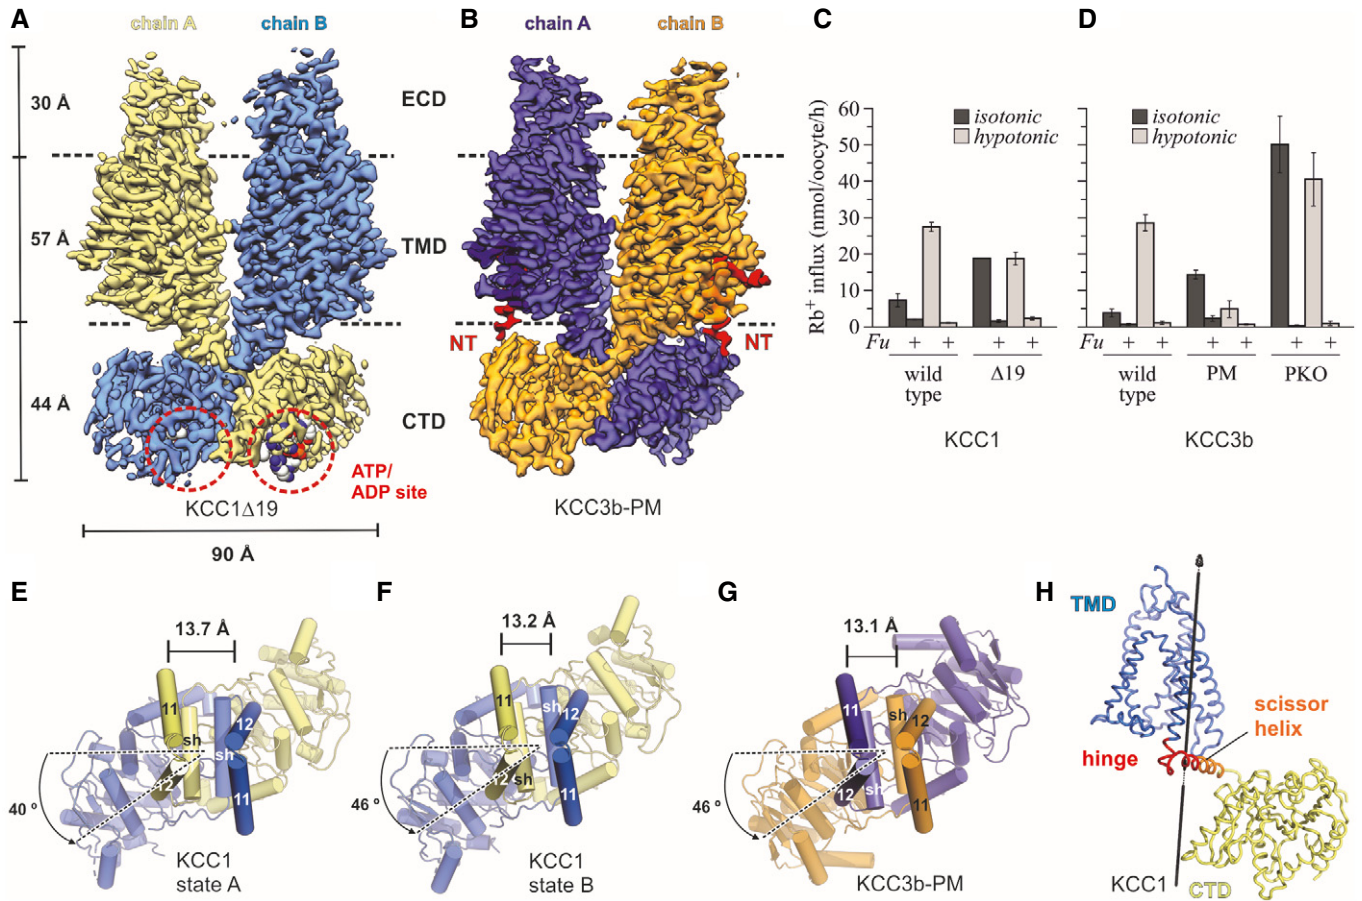 A
chain A
chain B
30 Å
57 Å
44 Å
ECD
TMD
CTD
ATP/
ADP site
KCC1Δ19
90 Å
B
chain A
chain B
NT
NT
KCC3b-PM
C
Rb+ influx (nmol/oocyte/h)
60
50
40
30
20
10
0
isotonic
hypotonic
Fu + + + +
wild
type
Δ19
KCC1
D
isotonic
hypotonic
Fu + + + + + +
wild
type
PM
PKO
KCC3b
E
13.7 Å
11
sh
12
sh
12
11
40 º
KCC1
state A
F
13.2 Å
11
sh
12
12
sh
11
46 º
KCC1
state B
G
13.1 Å
11
sh
12
12
sh
11
46 º
KCC3b-PM
H
TMD
scissor
helix
hinge
KCC1
CTD